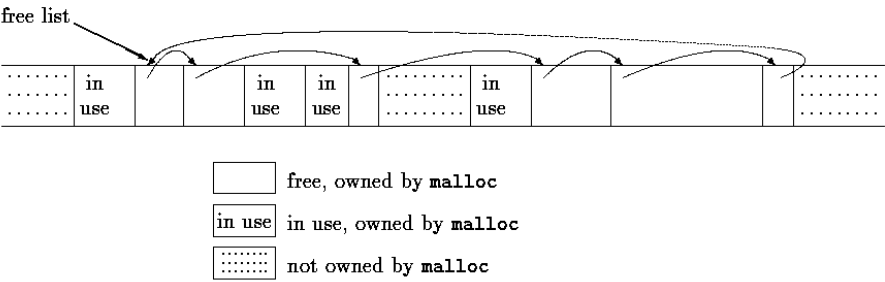 free list
in
use
in
use
in
use
in
use
free, owned by malloc
in use in use, owned by malloc
not owned by malloc